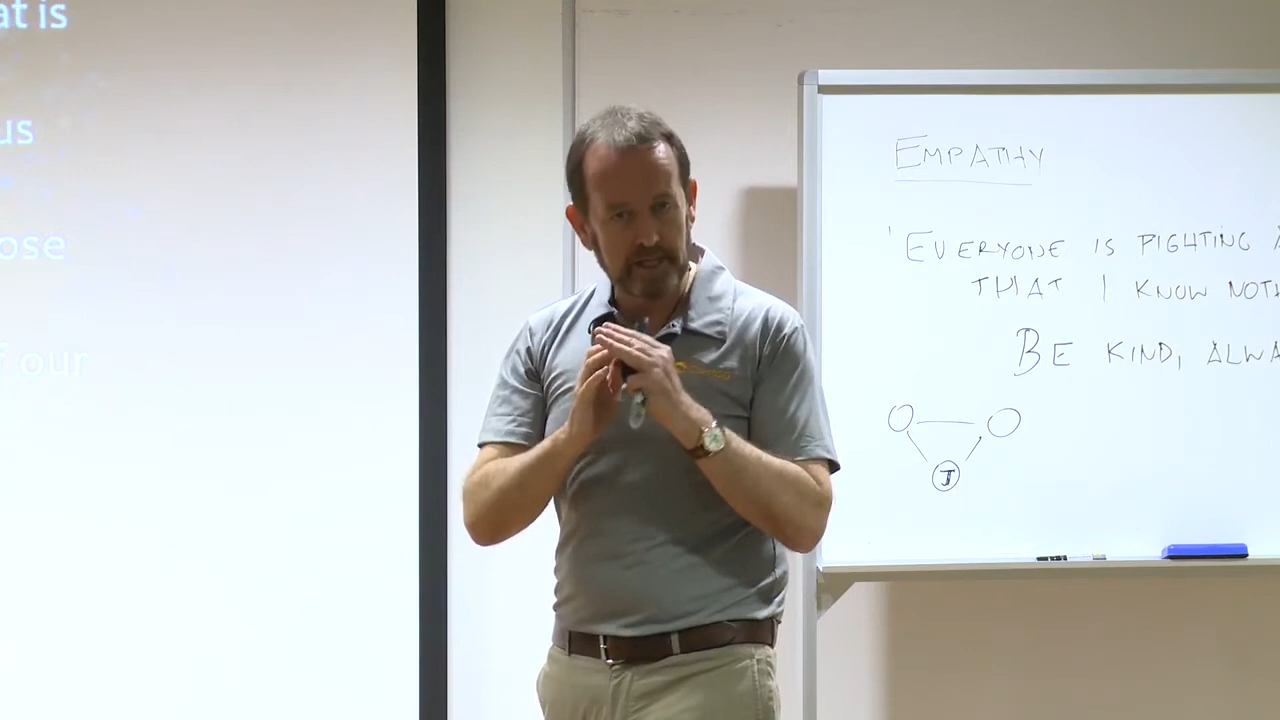 at is
us
ose
f our
EMPATHY
'EVERYONE IS FIGHTING A
THAT I KNOW NOTH
BE KIND, ALWA
J